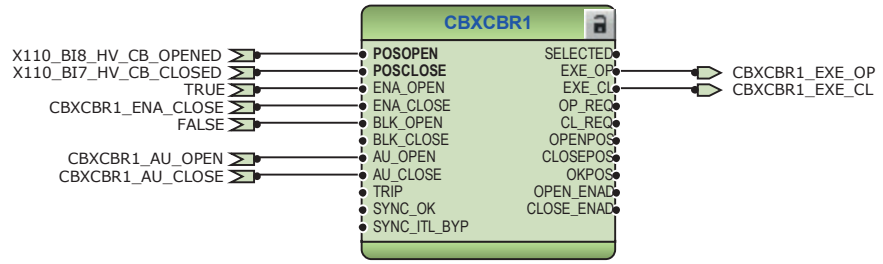 CBXCBR1
X110_BI8_HV_CB_OPENED
X110_BI7_HV_CB_CLOSED
TRUE
CBXCBR1_ENA_CLOSE
FALSE
CBXCBR1_AU_OPEN
CBXCBR1_AU_CLOSE
POSOPEN
POSCLOSE
ENA_OPEN
ENA_CLOSE
BLK_OPEN
BLK_CLOSE
AU_OPEN
AU_CLOSE
TRIP
SYNC_OK
SYNC_ITL_BYP
SELECTED
EXE_OP
EXE_CL
OP_REQ
CL_REQ
OPENPOS
CLOSEPOS
OKPOS
OPEN_ENAD
CLOSE_ENAD
CBXCBR1_EXE_OP
CBXCBR1_EXE_CL